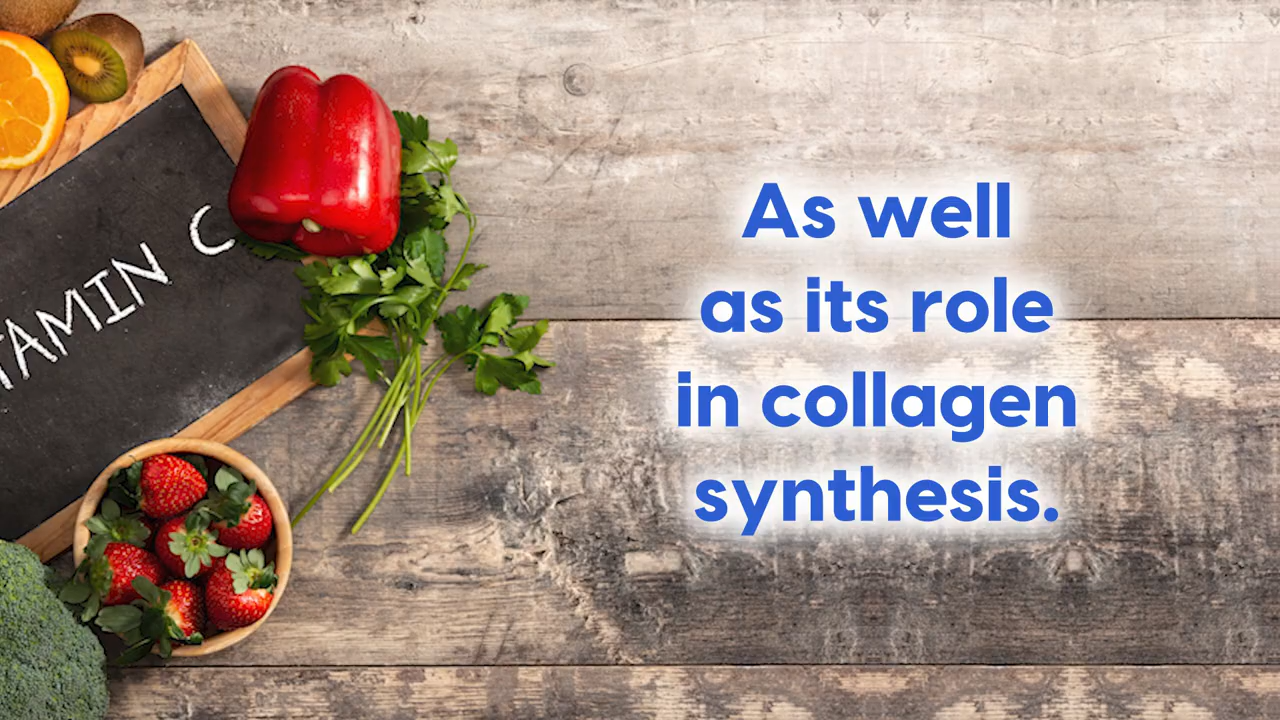 TAMIN C
As well
as its role
in collagen
synthesis.